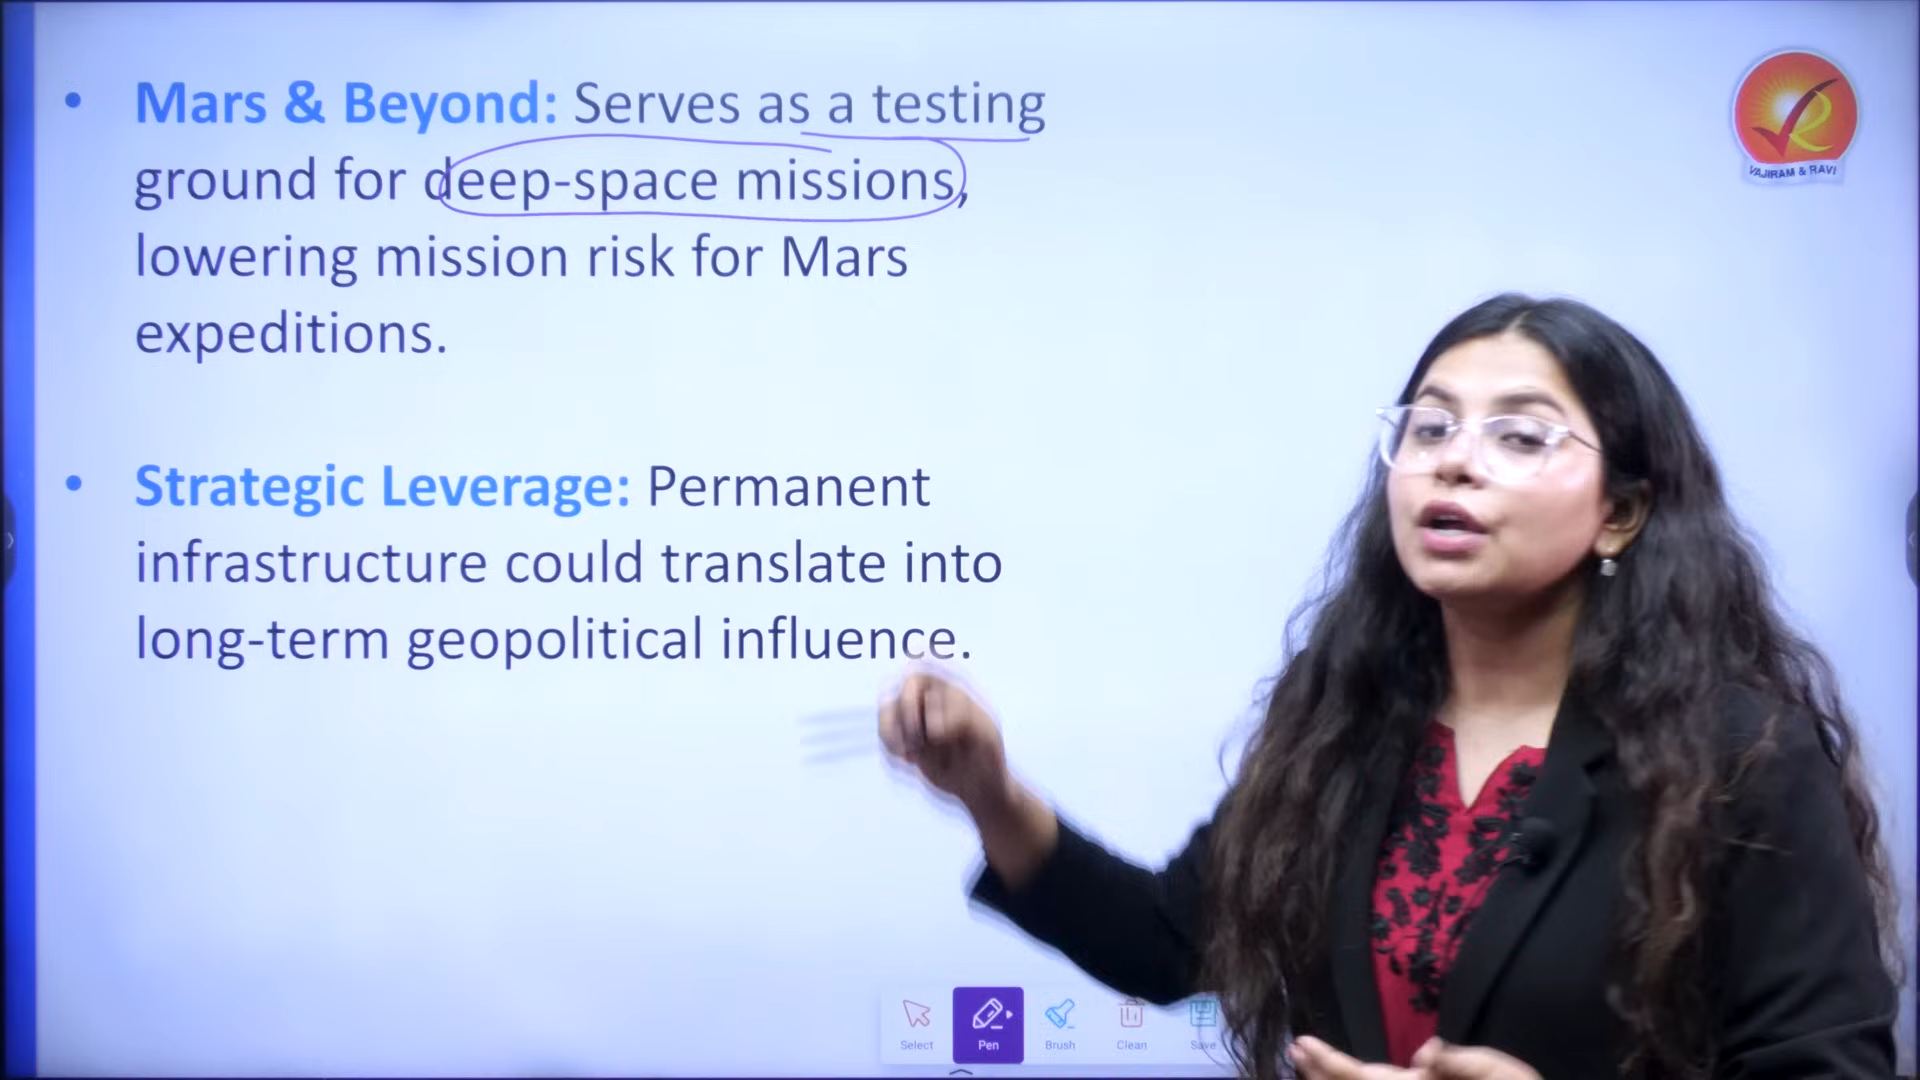 • Mars & Beyond: Serves as a testing
ground for deep-space missions,
lowering mission risk for Mars
expeditions.
• Strategic Leverage: Permanent
infrastructure could translate into
long-term geopolitical influence.
VAJIRAM & RAVI
Select Pen Brush Clean Save